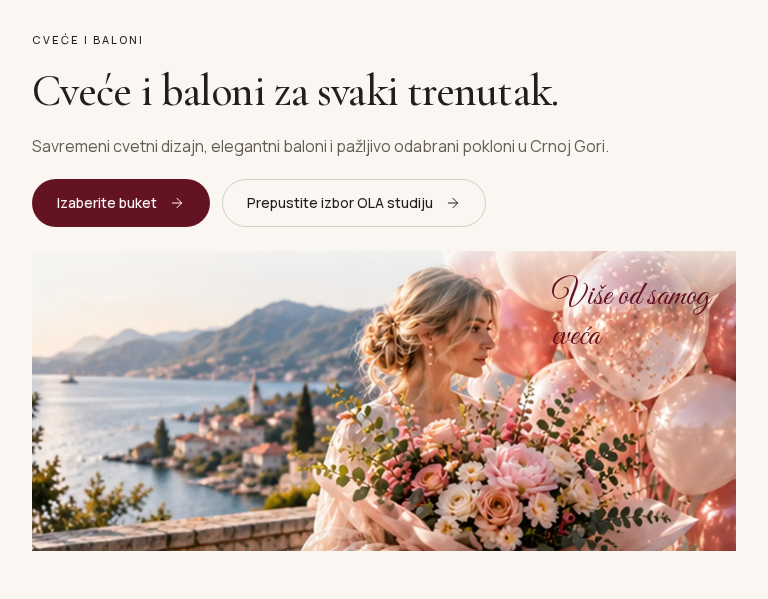 CVEĆE I BALONI
Cveće i baloni za svaki trenutak.
Savremeni cvetni dizajn, elegantni baloni i pažljivo odabrani pokloni u Crnoj Gori.
Izaberite buket →
Prepustite izbor OLA studiju →
Više od samog
cveća